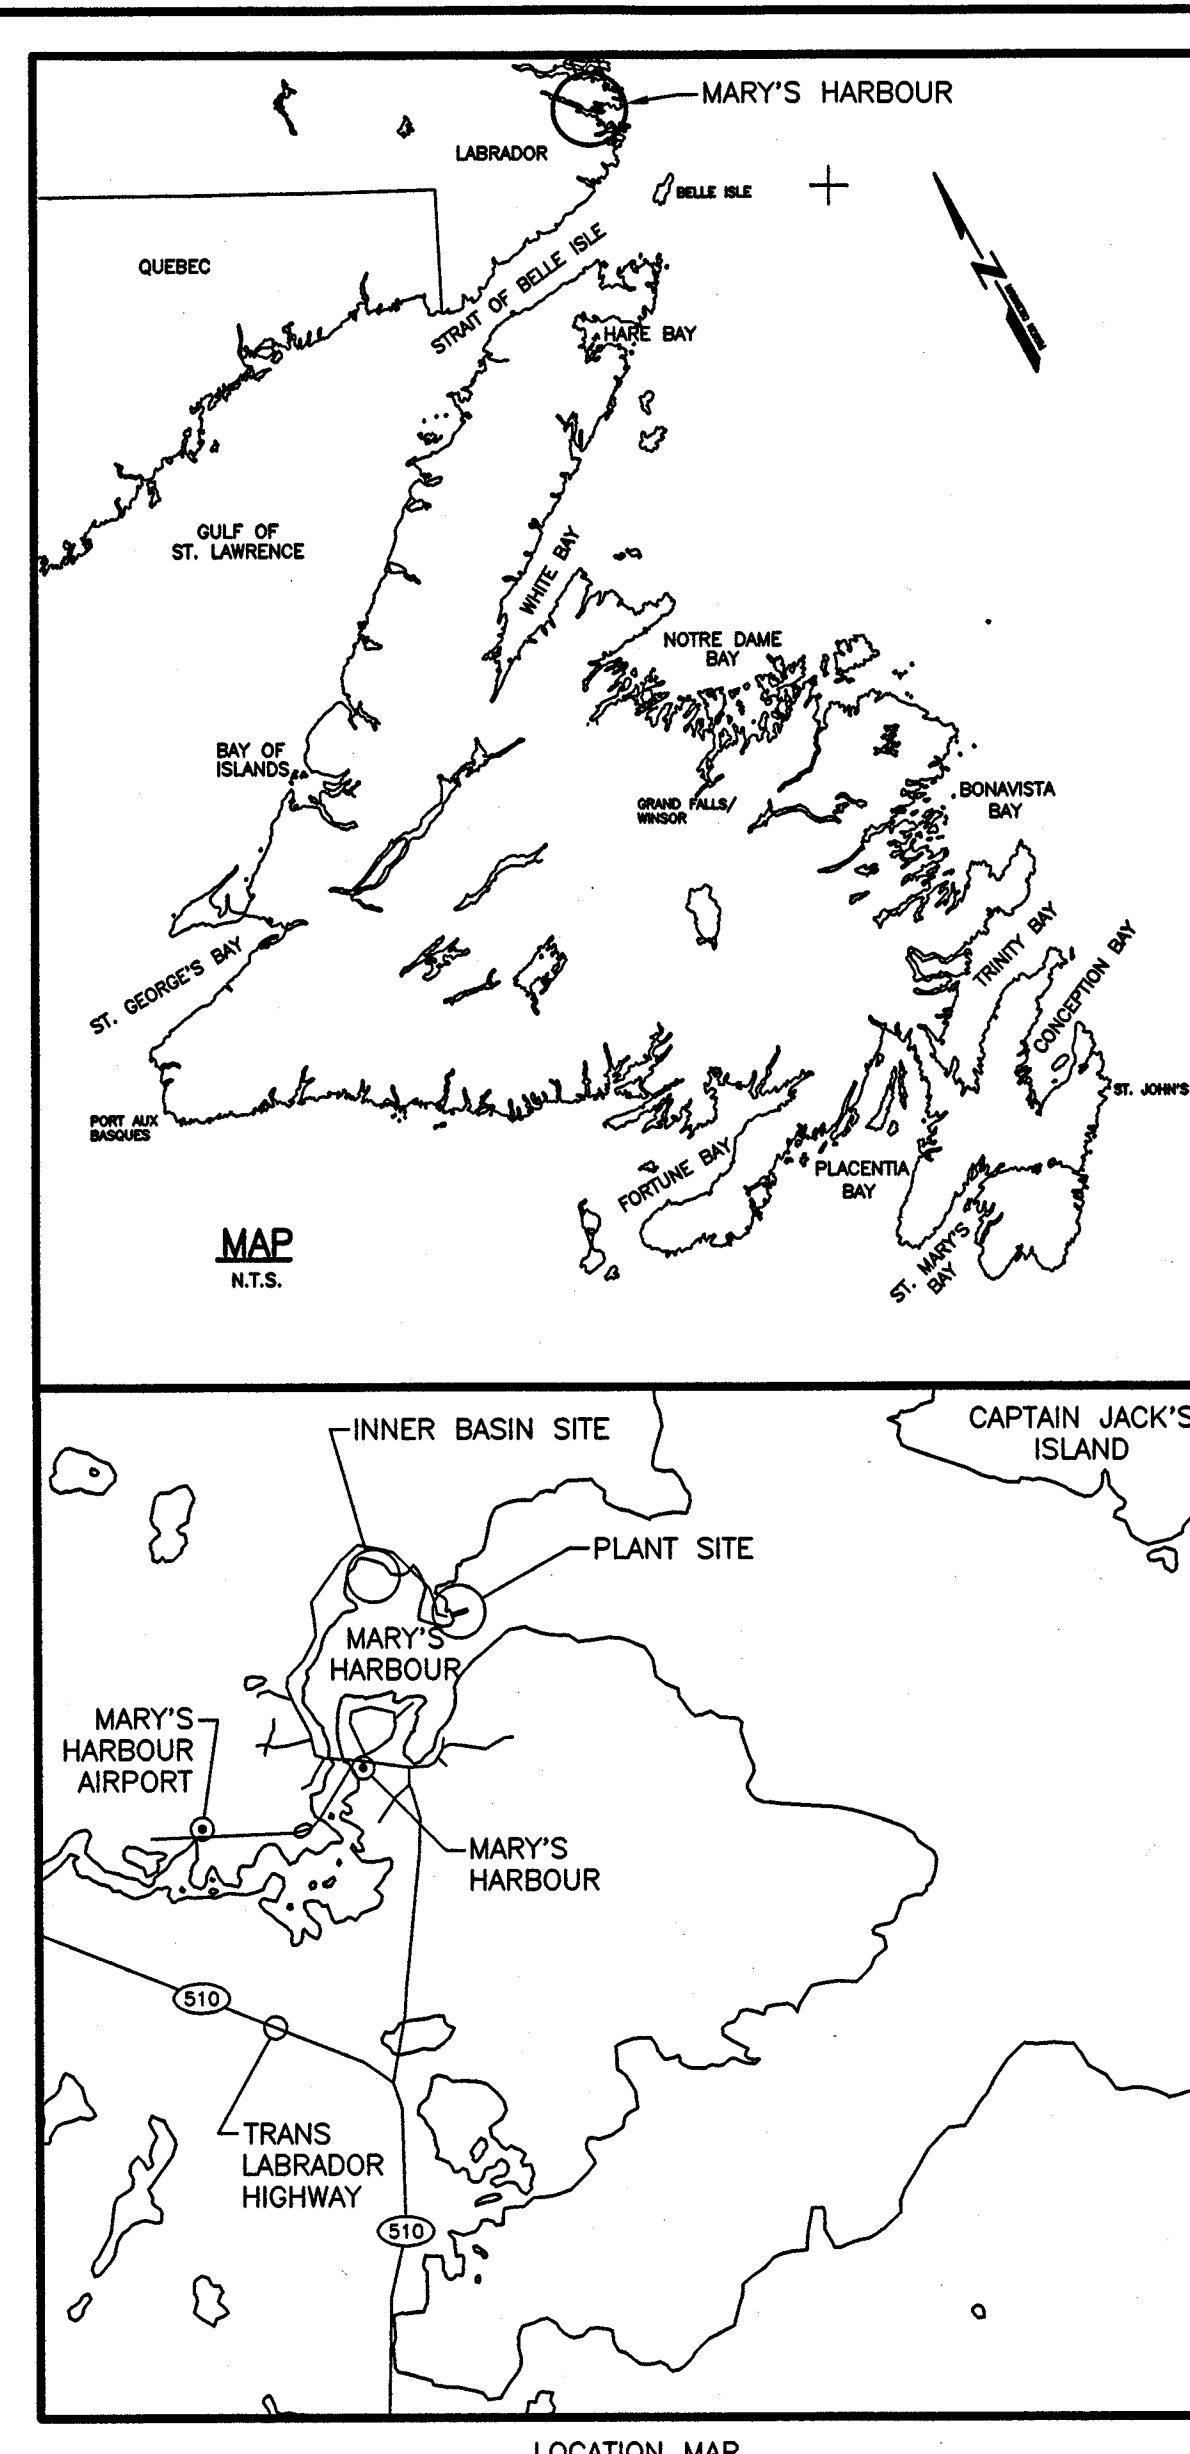 MARY'S HARBOUR
LABRADOR
BELLE ISLE
QUEBEC
STRAIT OF BELLE ISLE
HARE BAY
N
GULF OF
ST. LAWRENCE
WHITE BAY
NOTRE DAME
BAY
BAY OF
ISLANDS
GRAND FALLS/
WINSOR
BONAVISTA
BAY
TRINITY BAY
CONCEPTION BAY
ST. GEORGE'S BAY
ST. JOHN'S
PORT AUX
BASQUES
FORTUNE BAY
PLACENTIA
BAY
ST. MARY'S
BAY
MAP
N.T.S.
INNER BASIN SITE
CAPTAIN JACK'S
ISLAND
PLANT SITE
MARY'S
HARBOUR
MARY'S
HARBOUR
AIRPORT
MARY'S
HARBOUR
510
TRANS
LABRADOR
HIGHWAY
510
LOCATION MAP